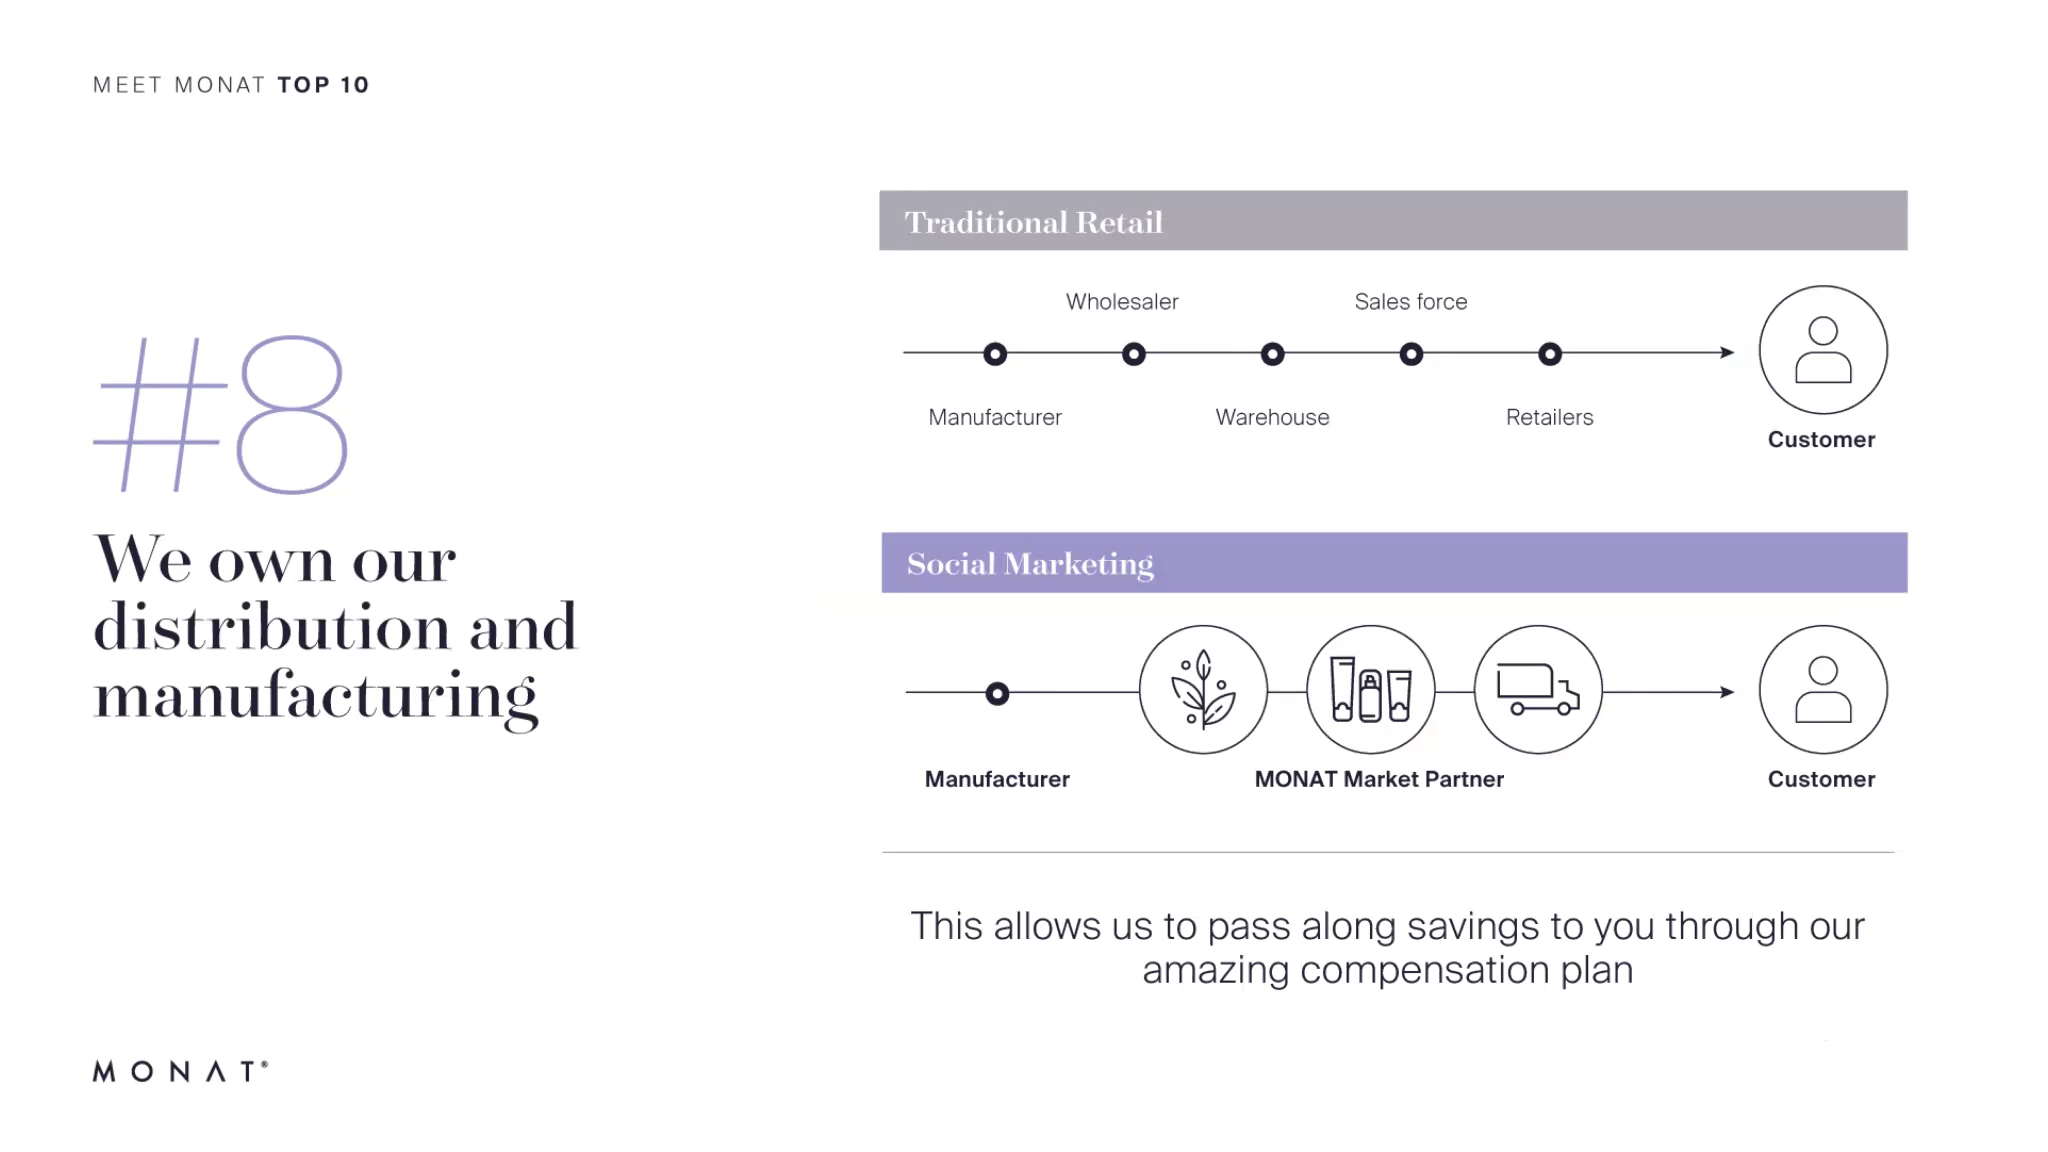 MEET MONAT TOP 10
#8
We own our
distribution and
manufacturing
Traditional Retail
Wholesaler
Sales force
Manufacturer
Warehouse
Retailers
Customer
Social Marketing
Manufacturer
MONAT Market Partner
Customer
This allows us to pass along savings to you through our
amazing compensation plan
MONAT®